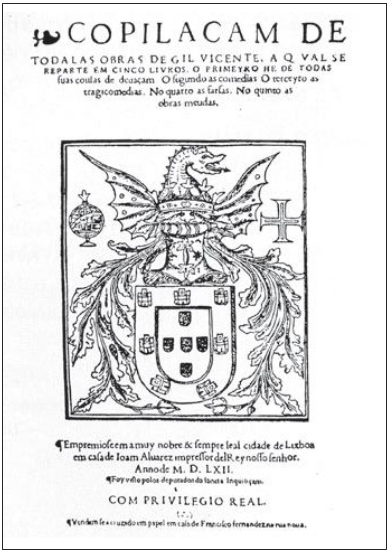 COPILACAM DE
TODALAS OBRAS DE GIL VICENTE, A Q VAL SE
REPARTE EM CINCO LIVROS. O PRIMEYRO HE DE TODAS
suas cousas de deuaçam O segundo as comedias O terceyro as
tragicomedias. No quarto as farsas. No quinto as
obras meudas.
¶Empremiose em a muy nobre & sempre leal cidade de Lixboa
em casa de Ioam Aluarez impressor del Rey nosso senhor.
Anno de M. D. LXII.
¶Foy visto polos deputados da Sancta Inquisiçam.
COM PRIVILEGIO REAL.
¶Vendem se a cruzado em papel em casa de Francisco fernandez na rua noua.